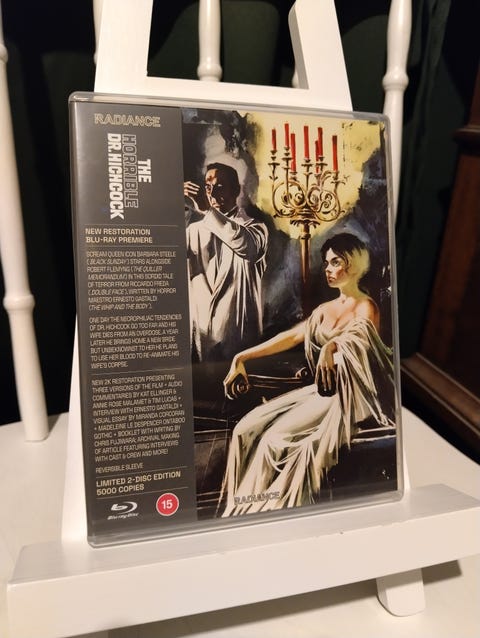 RADIANCE
THE
HORRIBLE
DR. HICHCOCK
NEW RESTORATION
BLU-RAY PREMIERE
SCREAM QUEEN ICON BARBARA STEELE
(BLACK SUNDAY) STARS ALONGSIDE
ROBERT FLEMYNG (THE QUILLER
MEMORANDUM) IN THIS SORDID TALE
OF TERROR FROM RICCARDO FREDA
(DOUBLE FACE), WRITTEN BY HORROR
MAESTRO ERNESTO GASTALDI
(THE WHIP AND THE BODY).
ONE DAY THE NECROPHILIAC TENDENCIES
OF DR. HICHCOCK GO TOO FAR AND HIS
WIFE DIES FROM AN OVERDOSE. A YEAR
LATER HE BRINGS HOME A NEW BRIDE
BUT UNBEKNOWNST TO HER HE PLANS
TO USE HER BLOOD TO RE-ANIMATE HIS
WIFE'S CORPSE.
NEW 2K RESTORATION PRESENTING
THREE VERSIONS OF THE FILM + AUDIO
COMMENTARIES BY KAT ELLINGER &
ANNIE ROSE MALAMET & TIM LUCAS +
INTERVIEW WITH ERNESTO GASTALDI +
VISUAL ESSAY BY MIRANDA CORCORAN
+ MADELEINE LE DESPENCER ON TABOO
GOTHIC + BOOKLET WITH WRITING BY
CHRIS FUJIWARA; ARCHIVAL MAKING
OF ARTICLE FEATURING INTERVIEWS
WITH CAST & CREW AND MORE!
REVERSIBLE SLEEVE
LIMITED 2-DISC EDITION
5000 COPIES
Blu-ray Disc
15
RADIANCE